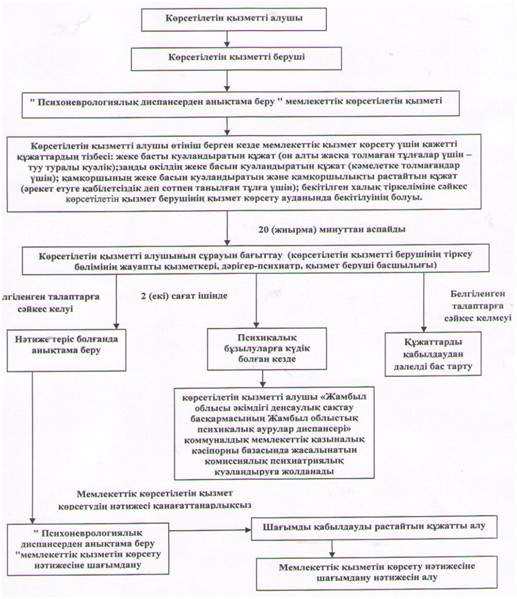 Көрсетілетін қызметті алушы
Көрсетілетін қызметті беруші
" Психоневрологиялық диспансерден анықтама беру " мемлекеттік көрсетілетін қызметі
Көрсетілетін қызметті алушы өтініш берген кезде мемлекеттік қызмет көрсету үшін қажетті
құжаттардың тізбесі: жеке басты куәландыратын құжат (он алты жасқа толмаған тұлғалар үшін –
туу туралы куәлік);заңды өкілдің жеке басын куәландыратын құжат (кәмелетке толмағандар
үшін); қамқоршының жеке басын куәландыратын және қамқоршылықты растайтын құжат
(әрекет етуге қабілетсіздік деп сотпен танылған тұлға үшін); бекітілген халық тіркеліміне сәйкес
көрсетілетін қызмет берушінің қызмет көрсету ауданында бекітілуінің болуы.
20 (жиырма) минуттан аспайды
Көрсетілетін қызметті алушының сұрауын бағыттау (көрсетілетін қызметті берушінің тіркеу
бөлімінің жауапты қызметкері, дәрігер-психиатр, қызмет беруші басшылығы)
лгіленген талаптарға
сәйкес келуі
2 (екі) сағат ішінде
Белгіленген
талаптарға
сәйкес келмеуі
Нәтиже теріс болғанда
анықтама беру
Психикалық
бұзылуларға күдік
болған кезде
Құжаттарды
қабылдаудан
дәлелді бас тарту
көрсетілетін қызметті алушы «Жамбыл
облысы әкімдігі денсаулық сақтау
басқармасының Жамбыл облыстық
психикалық аурулар диспансері»
коммуналдық мемлекеттік қазыналық
кәсіпорны базасында жасалынатын
комиссиялық психиатриялық
куәландыруға жолданады
Мемлекеттік көрсетілетін қызмет
көрсетудің нәтижесі қанағаттанарлықсыз
" Психоневрологиялық
диспансерден анықтама беру
"мемлекеттік қызметін көрсету
нәтижесіне шағымдану
Шағымды қабылдауды растайтын құжатты алу
Мемлекеттік қызметін көрсету нәтижесіне
шағымдану нәтижесін алу